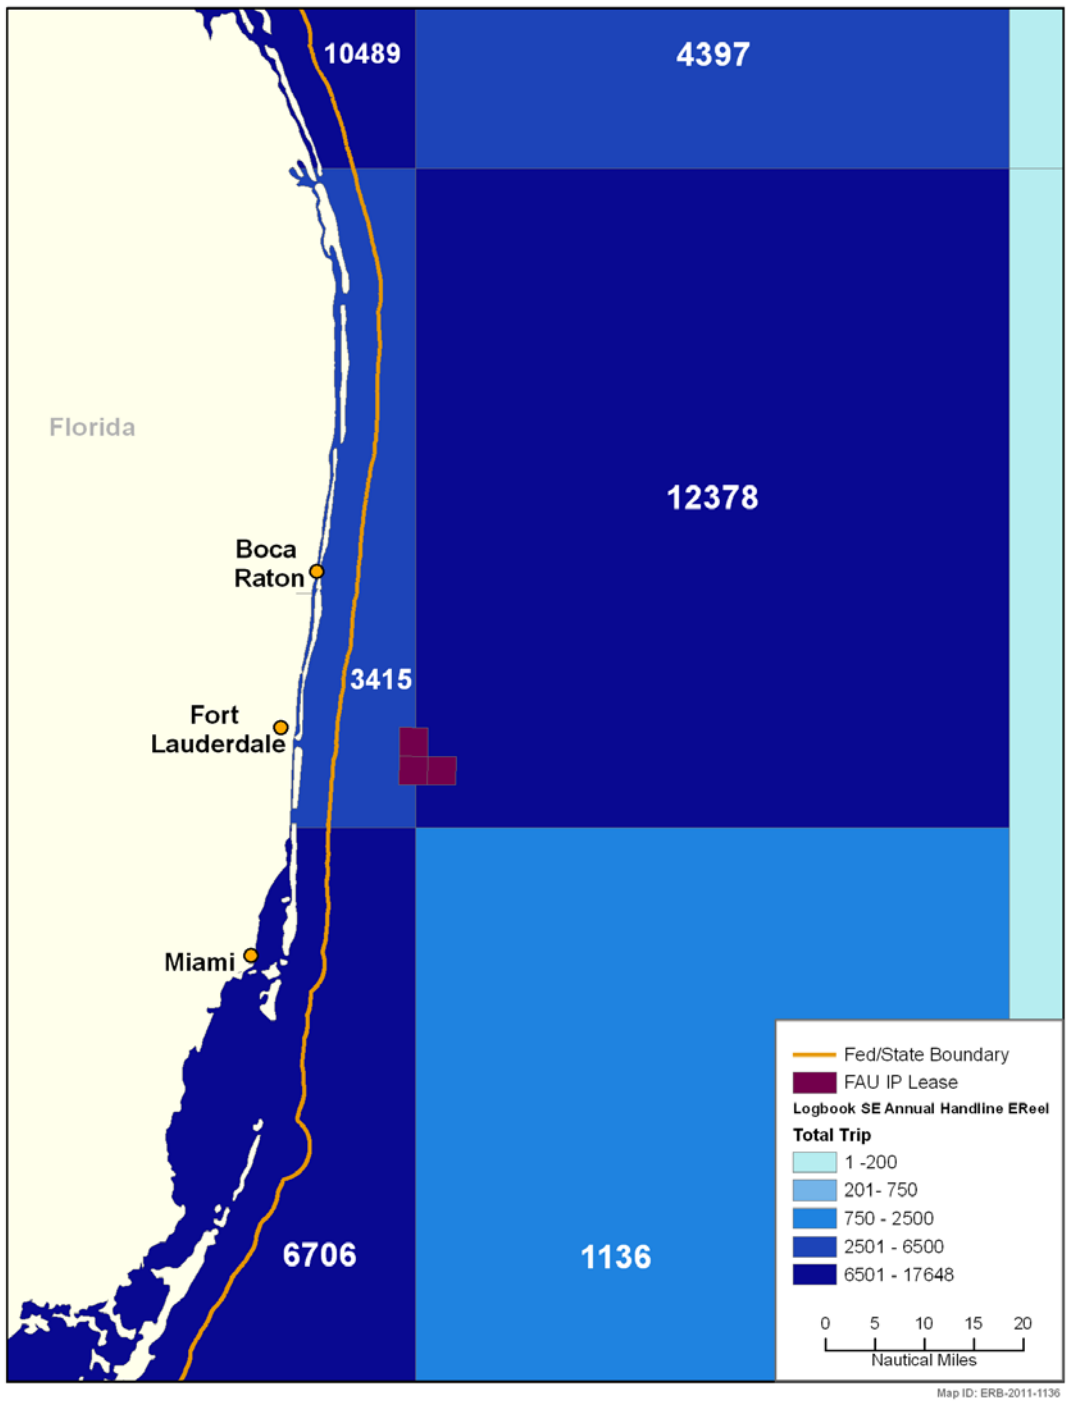 10489
4397
Florida
12378
Boca
Raton
3415
Fort
Lauderdale
Miami
6706
1136
Fed/State Boundary
FAU IP Lease
Logbook SE Annual Handline EReel
Total Trip
1 -200
201- 750
750 - 2500
2501 - 6500
6501 - 17648
0 5 10 15 20
Nautical Miles
Map ID: ERB-2011-1136